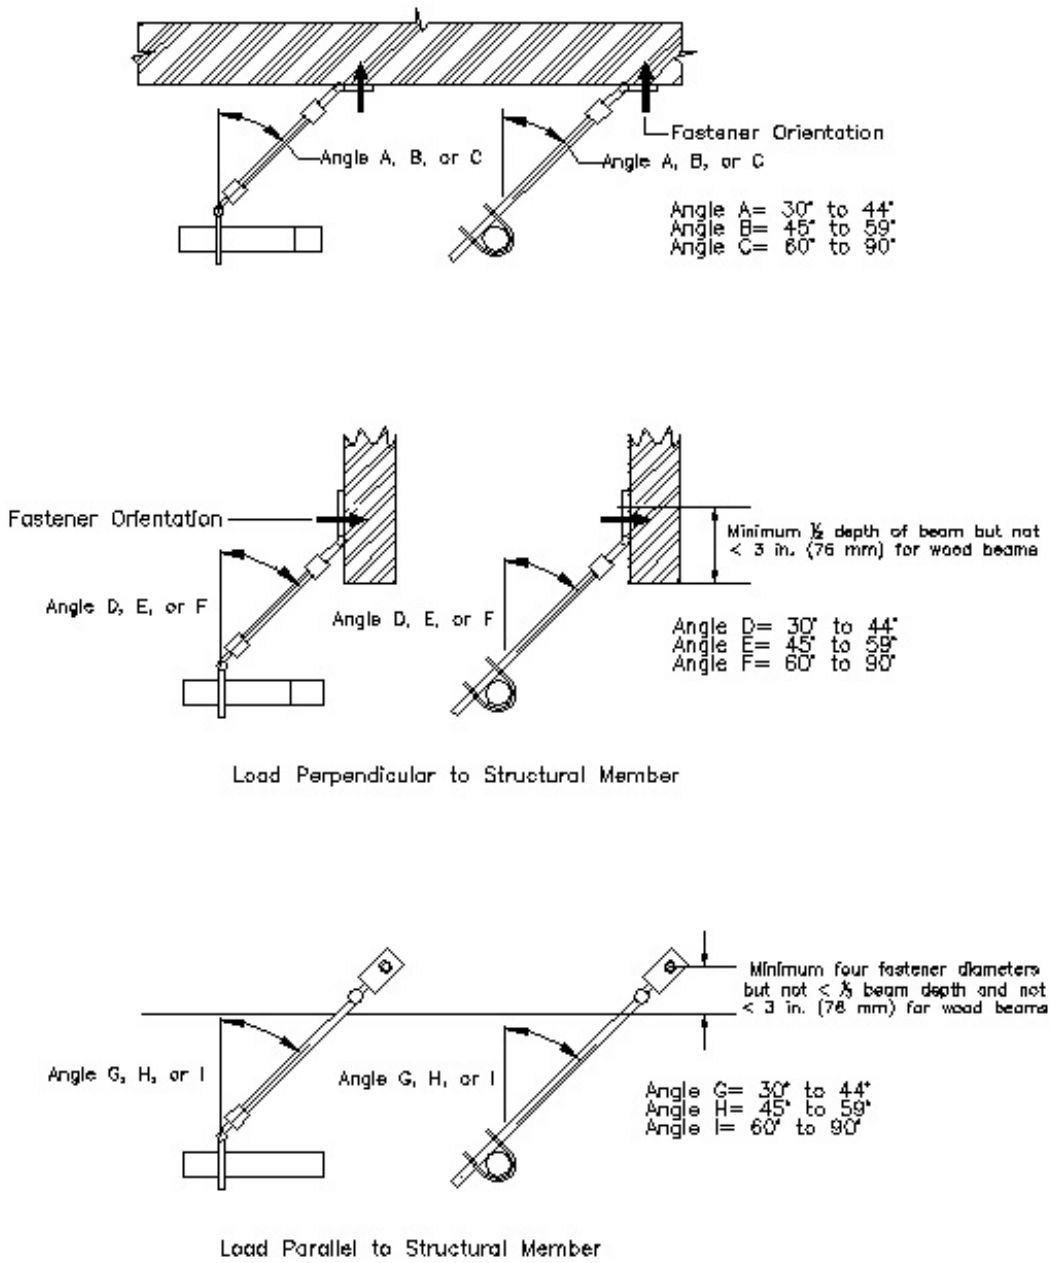 Fastener Orientation
Angle A, B, or C
Angle A, B, or C
Angle A= 30° to 44°
Angle B= 45° to 59°
Angle C= 60° to 90°
Fastener Orientation
Minimum ½ depth of beam but not
< 3 in. (76 mm) for wood beams
Angle D, E, or F
Angle D, E, or F
Angle D= 30° to 44°
Angle E= 45° to 59°
Angle F= 60° to 90°
Load Perpendicular to Structural Member
Minimum four fastener diameters
but not < ⅓ beam depth and not
< 3 in. (76 mm) for wood beams
Angle G, H, or I
Angle G, H, or I
Angle G= 30° to 44°
Angle H= 45° to 59°
Angle I= 60° to 90°
Load Parallel to Structural Member